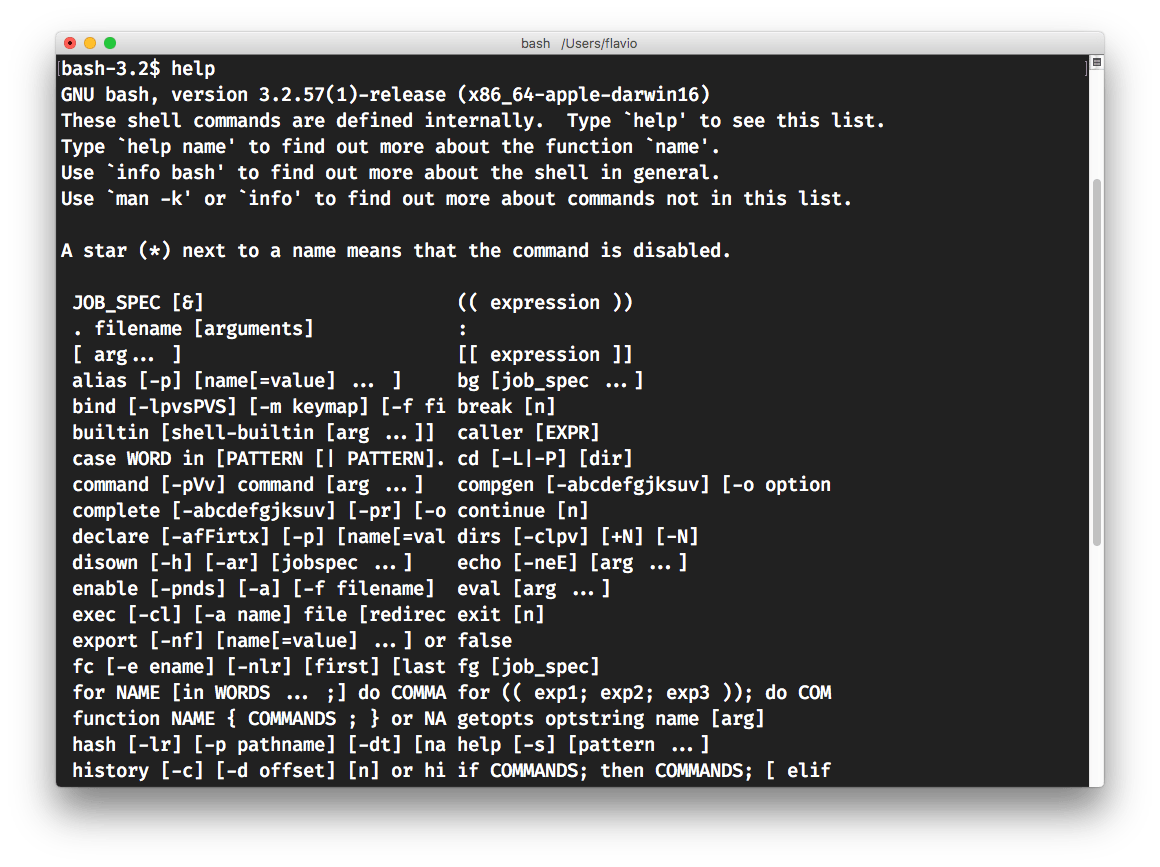 bash /Users/flavio
bash-3.2$ help
GNU bash, version 3.2.57(1)-release (x86_64-apple-darwin16)
These shell commands are defined internally.  Type `help' to see this list.
Type `help name' to find out more about the function `name'.
Use `info bash' to find out more about the shell in general.
Use `man -k' or `info' to find out more about commands not in this list.
A star (*) next to a name means that the command is disabled.
JOB_SPEC [&]                       (( expression ))
. filename [arguments]             :
[ arg... ]                         [[ expression ]]
alias [-p] [name[=value] ... ]     bg [job_spec ...]
bind [-lpvsPVS] [-m keymap] [-f fi break [n]
builtin [shell-builtin [arg ...]]  caller [EXPR]
case WORD in [PATTERN [| PATTERN]. cd [-L|-P] [dir]
command [-pVv] command [arg ...]   compgen [-abcdefgjksuv] [-o option
complete [-abcdefgjksuv] [-pr] [-o continue [n]
declare [-afFirtx] [-p] [name[=val dirs [-clpv] [+N] [-N]
disown [-h] [-ar] [jobspec ...]    echo [-neE] [arg ...]
enable [-pnds] [-a] [-f filename]  eval [arg ...]
exec [-cl] [-a name] file [redirec exit [n]
export [-nf] [name[=value] ...] or false
fc [-e ename] [-nlr] [first] [last fg [job_spec]
for NAME [in WORDS ... ;] do COMMA for (( exp1; exp2; exp3 )); do COM
function NAME { COMMANDS ; } or NA getopts optstring name [arg]
hash [-lr] [-p pathname] [-dt] [na help [-s] [pattern ...]
history [-c] [-d offset] [n] or hi if COMMANDS; then COMMANDS; [ elif